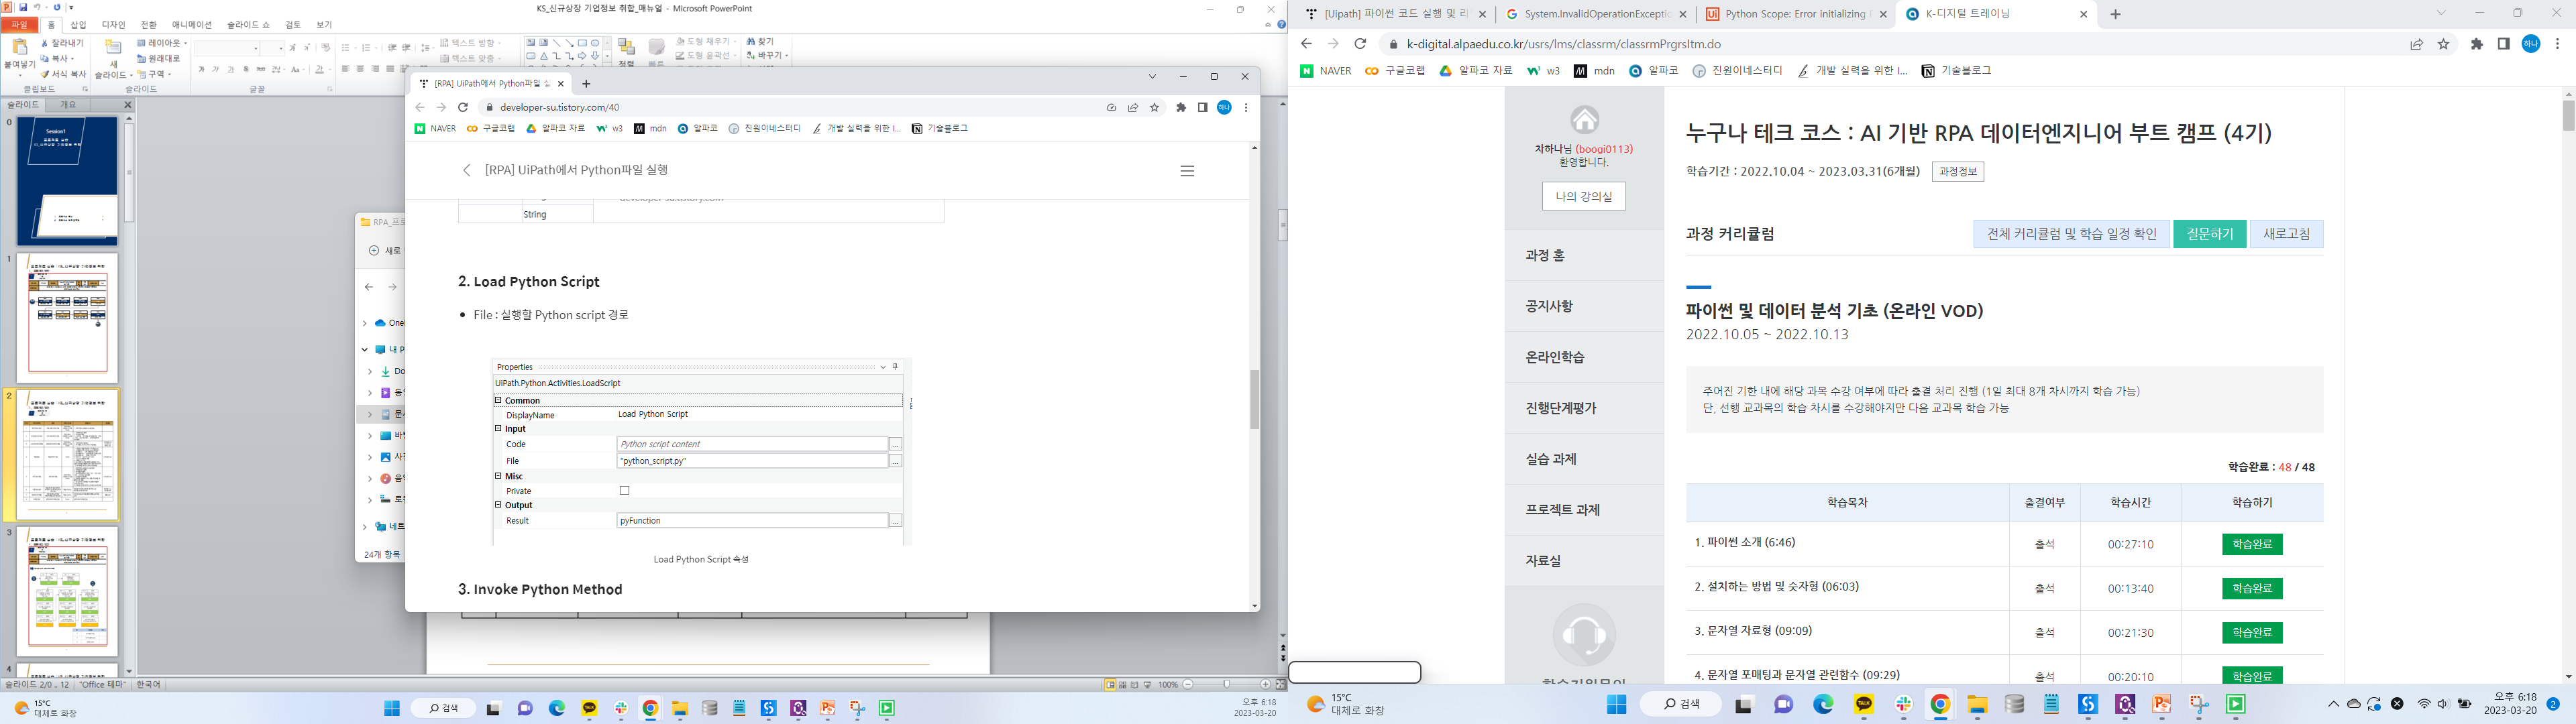 KS_신규상장 기업정보 취합_매뉴얼 - Microsoft PowerPoint
파일 홈 삽입 디자인 전환 애니메이션 슬라이드 쇼 검토 보기
붙여넣기
잘라내기
복사
서식 복사
클립보드
새
슬라이드
레이아웃
원래대로
구역
슬라이드
글꼴
텍스트 방향
텍스트 맞춤
정렬
도형 채우기
도형 윤곽선
찾기
바꾸기
슬라이드 개요
0
Session1
1
2
3
4
슬라이드 2/0 .. 12 "Office 테마" 한국어
100%
RPA_프
새로
내 P
24개 항목
[RPA] UiPath에서 Python파일 실
developer-su.tistory.com/40
NAVER 구글코랩 알파코 자료 w3 mdn 알파코 진원이네스터디 개발 실력을 위한 I... 기술블로그
[RPA] UiPath에서 Python파일 실행
String
2. Load Python Script
File : 실행할 Python script 경로
Properties
UiPath.Python.Activities.LoadScript
Common
DisplayName Load Python Script
Input
Code Python script content
File "python_script.py"
Misc
Private
Output
Result pyFunction
Load Python Script 속성
3. Invoke Python Method
15°C
대체로 화창
검색
오후 6:18
2023-03-20
[Uipath] 파이썬 코드 실행 및 리
System.InvalidOperationExceptio
Python Scope: Error initializing
K-디지털 트레이닝
k-digital.alpaedu.co.kr/usrs/lms/classrm/classrmPrgrsItm.do
하나
NAVER 구글코랩 알파코 자료 w3 mdn 알파코 진원이네스터디 개발 실력을 위한 I... 기술블로그
차하나님 (boogi0113)
환영합니다.
나의 강의실
과정 홈
공지사항
온라인학습
진행단계평가
실습 과제
프로젝트 과제
자료실
누구나 테크 코스 : AI 기반 RPA 데이터엔지니어 부트 캠프 (4기)
학습기간 : 2022.10.04 ~ 2023.03.31(6개월) 과정정보
과정 커리큘럼
전체 커리큘럼 및 학습 일정 확인 질문하기 새로고침
파이썬 및 데이터 분석 기초 (온라인 VOD)
2022.10.05 ~ 2022.10.13
주어진 기한 내에 해당 과목 수강 여부에 따라 출결 처리 진행 (1일 최대 8개 차시까지 학습 가능)
단, 선행 교과목의 학습 차시를 수강해야지만 다음 교과목 학습 가능
학습완료 : 48 / 48
학습목차 출결여부 학습시간 학습하기
1. 파이썬 소개 (6:46) 출석 00:27:10 학습완료
2. 설치하는 방법 및 숫자형 (06:03) 출석 00:13:40 학습완료
3. 문자열 자료형 (09:09) 출석 00:21:30 학습완료
4. 문자열 포매팅과 문자열 관련함수 (09:29) 출석 00:20:10 학습완료
15°C
대체로 화창
검색
오후 6:18
2023-03-20
2